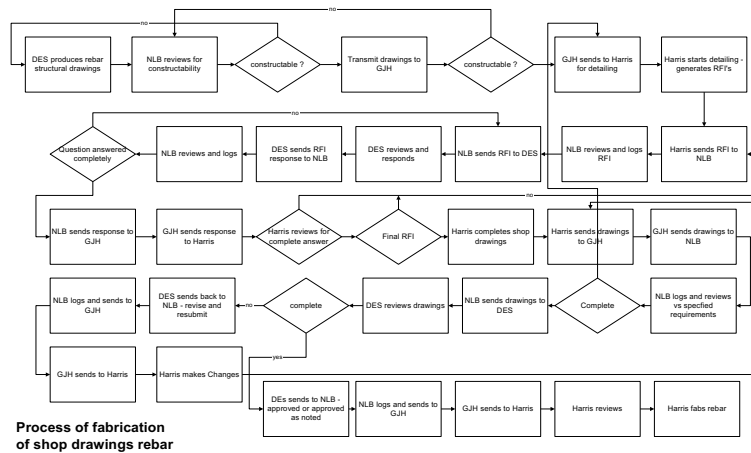 no
no
DES produces rebar
structural drawings
NLB reviews for
constructability
constructable ?
Transmit drawings to
GJH
constructable ?
GJH sends to Harris
for detailing
Harris starts detailing -
generates RFI's
no
Question answered
completely
NLB reviews and logs
DES sends RFI
response to NLB
DES reviews and
responds
NLB sends RFI to DES
NLB reviews and logs
RFI
Harris sends RFI to
NLB
no
NLB sends response to
GJH
GJH sends response
to Harris
Harris reviews for
complete answer
Final RFI
Harris completes shop
drawings
Harris sends drawings
to GJH
GJH sends drawings to
NLB
NLB logs and sends to
GJH
DES sends back to
NLB - revise and
resubmit
no
complete
DES reviews drawings
NLB sends drawings to
DES
Complete
NLB logs and reviews
vs specfied
requirements
yes
GJH sends to Harris
Harris makes Changes
DEs sends to NLB -
approved or approved
as noted
NLB logs and sends to
GJH
GJH sends to Harris
Harris reviews
Harris fabs rebar
Process of fabrication
of shop drawings rebar